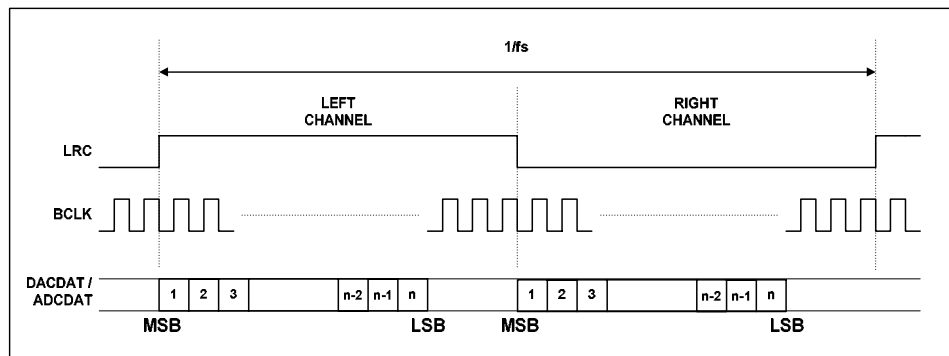 1/fs
LEFT
CHANNEL
RIGHT
CHANNEL
LRC
BCLK
DACDAT /
ADCDAT
1 2 3 n-2 n-1 n 1 2 3 n-2 n-1 n
MSB LSB MSB LSB